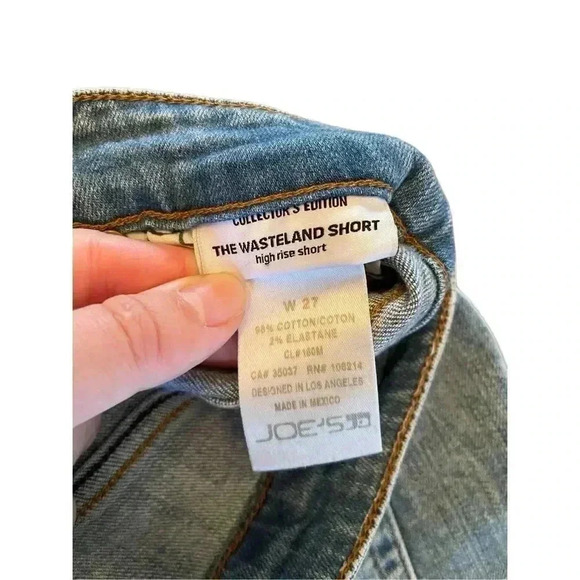 COLLECTOR'S EDITION
THE WASTELAND SHORT
high rise short
W 27
98% COTTON/COTON
2% ELASTANE
CL# 160M
CA# 35037 RN# 108214
DESIGNED IN LOS ANGELES
MADE IN MEXICO
JOE'S